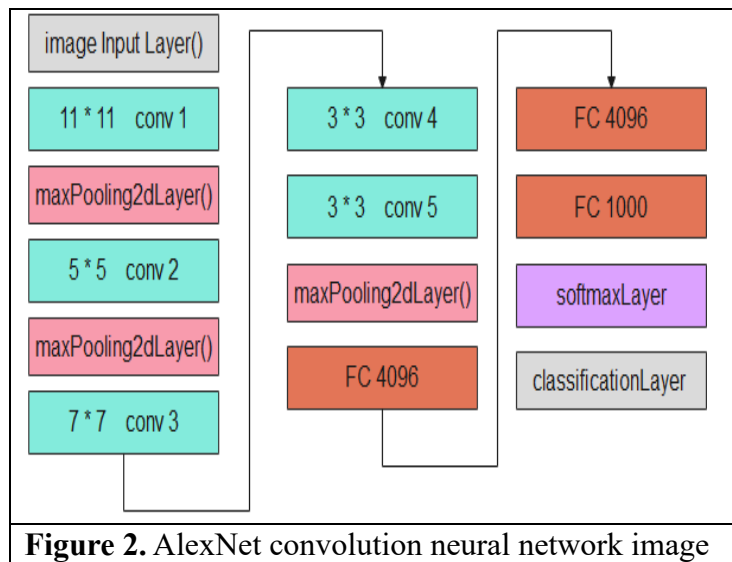 image Input Layer()
11 * 11 conv 1
maxPooling2dLayer()
5 * 5 conv 2
maxPooling2dLayer()
7 * 7 conv 3
3 * 3 conv 4
3 * 3 conv 5
maxPooling2dLayer()
FC 4096
FC 4096
FC 1000
softmaxLayer
classificationLayer
Figure 2. AlexNet convolution neural network image